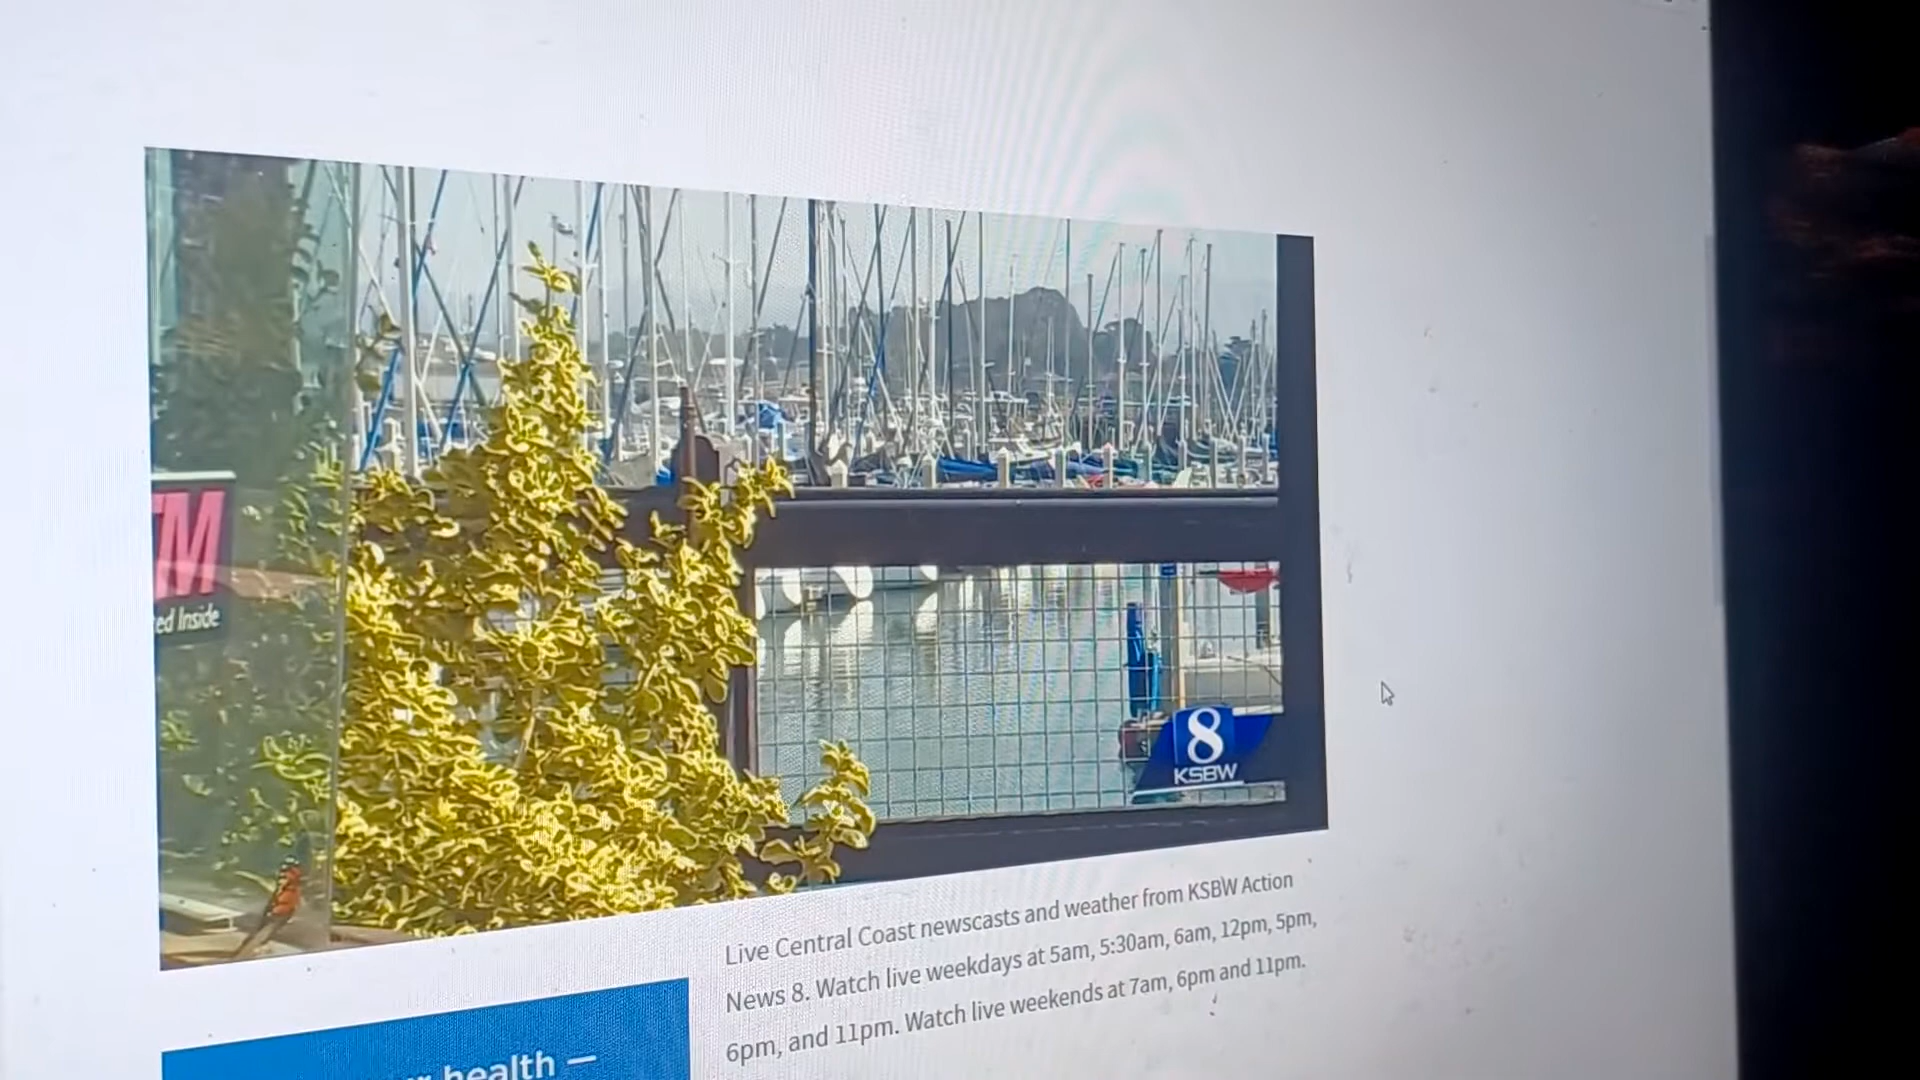 TM
ed Inside
8
KSBW
Live Central Coast newscasts and weather from KSBW Action
News 8. Watch live weekdays at 5am, 5:30am, 6am, 12pm, 5pm,
6pm, and 11pm. Watch live weekends at 7am, 6pm and 11pm.
health —